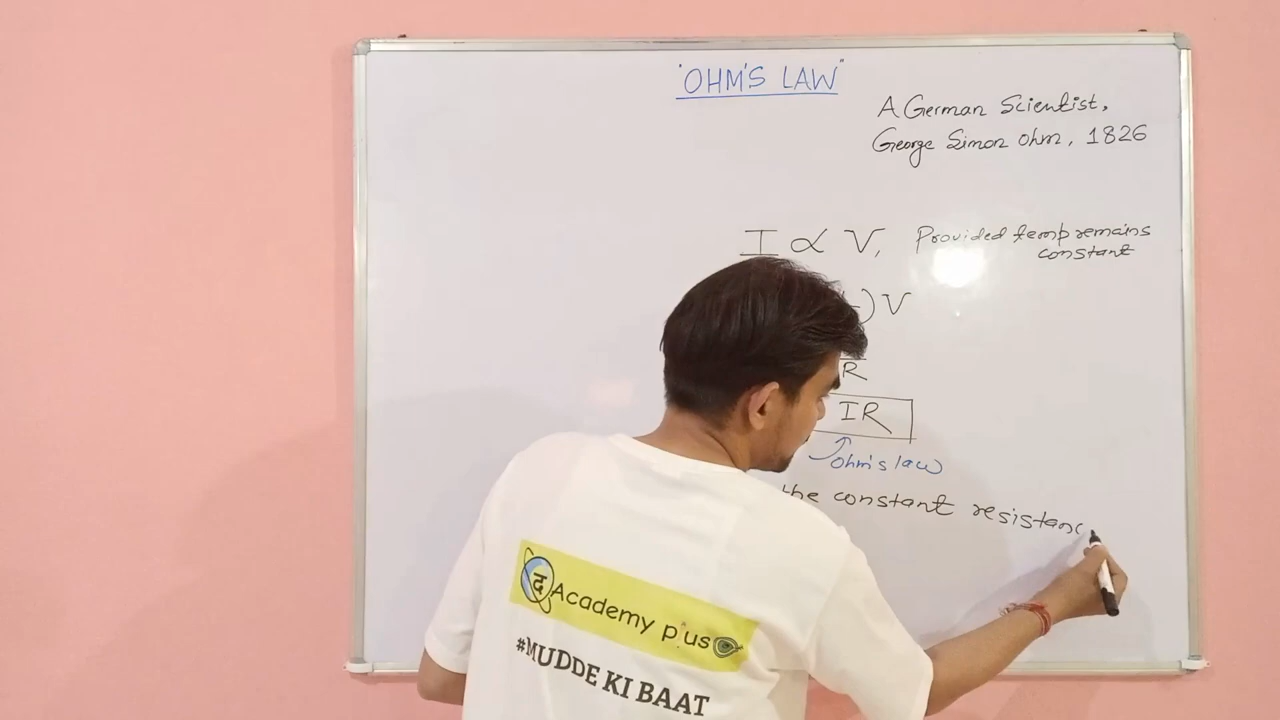 "OHM'S LAW"
A German Scientist,
George Simon Ohm, 1826
I ∝ V, Provided temp remains
constant
) V
R
IR
ohm's law
the constant resistanc
द Academy plus
#MUDDE KI BAAT